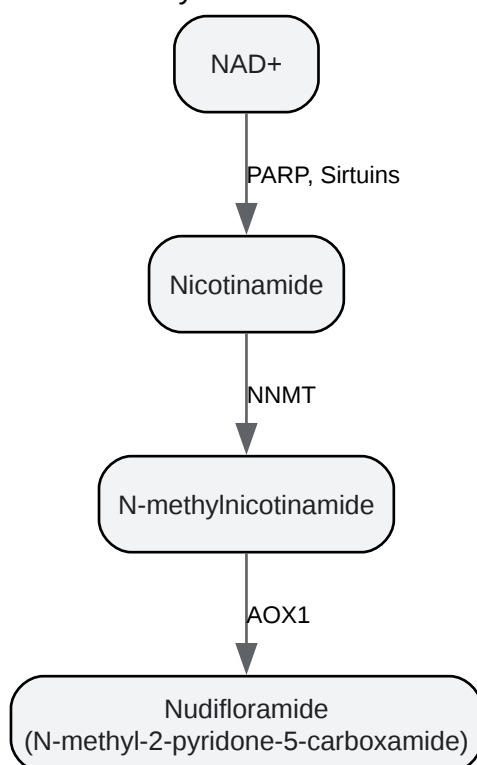 NAD+
PARP, Sirtuins
Nicotinamide
NNMT
N-methylnicotinamide
AOX1
Nudifloramide
(N-methyl-2-pyridone-5-carboxamide)